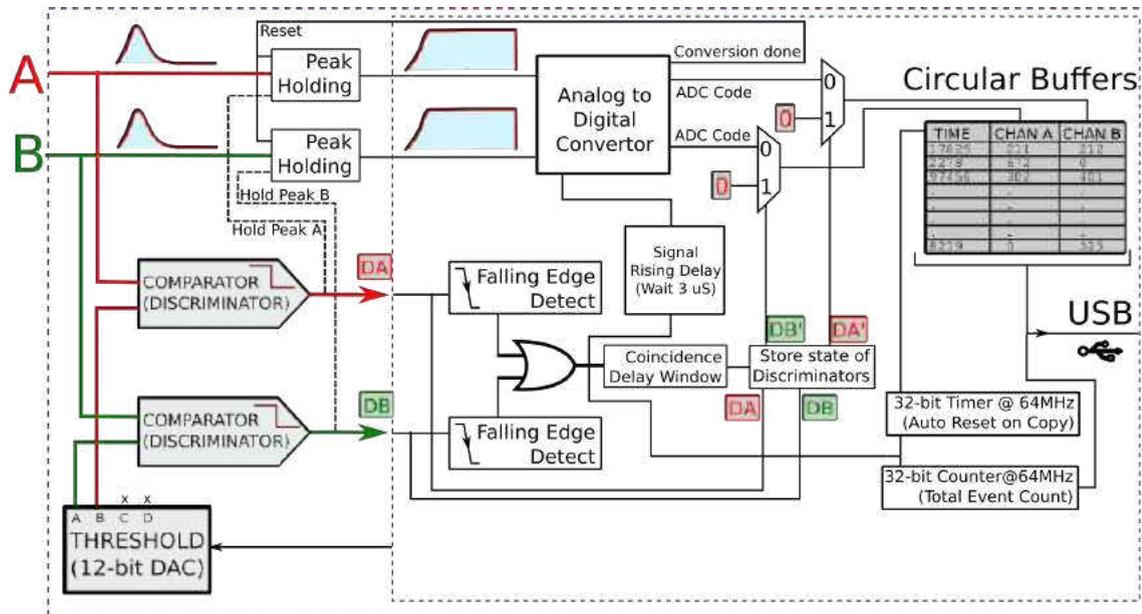 Reset
Peak
Holding
A
Conversion done
Analog to
Digital
Convertor
ADC Code
0
0
1
Circular Buffers
TIME CHAN A CHAN B
B
Peak
Holding
ADC Code
0
0
1
Hold Peak B
Hold Peak A
Signal
Rising Delay
(Wait 3 uS)
COMPARATOR
(DISCRIMINATOR)
DA
Falling Edge
Detect
DB'
DA'
USB
Coincidence
Delay Window
Store state of
Discriminators
COMPARATOR
(DISCRIMINATOR)
DB
Falling Edge
Detect
DA
DB
32-bit Timer @ 64MHz
(Auto Reset on Copy)
32-bit Counter@64MHz
(Total Event Count)
x x
A B C D
THRESHOLD
(12-bit DAC)